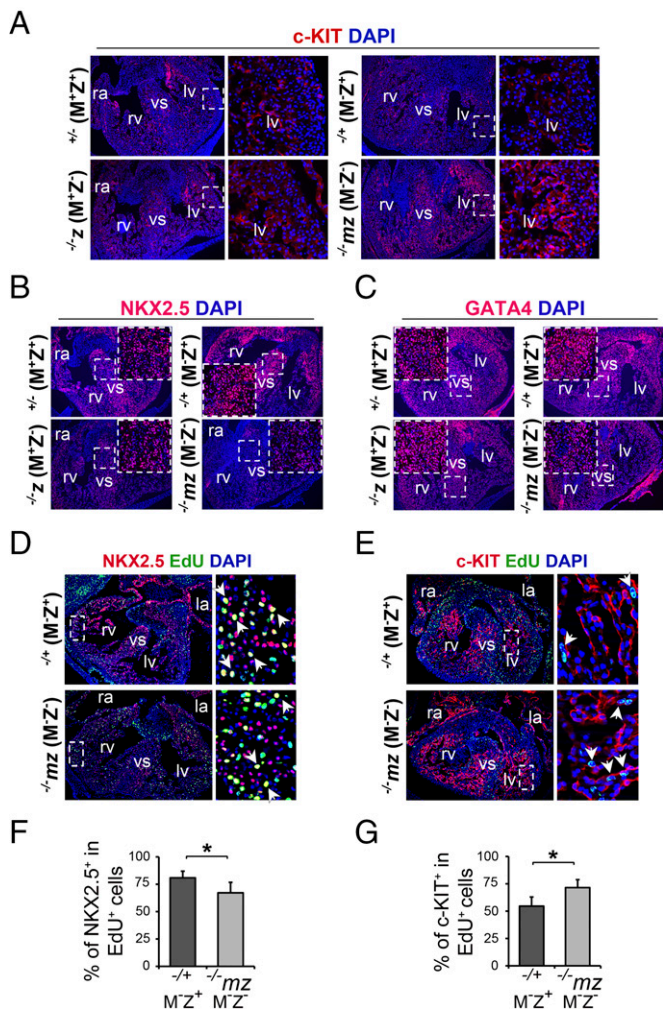 A
c-KIT DAPI
+/- (M+Z+)
ra
rv
vs
lv
lv
-/+ (M-Z+)
rv
vs
lv
lv
-/-z (M+Z-)
ra
rv
vs
lv
lv
-/-mz (M-Z-)
rv
vs
lv
lv
B
NKX2.5 DAPI
+/- (M+Z+)
ra
rv
vs
-/+ (M-Z+)
rv
vs
lv
-/-z (M+Z-)
ra
rv
vs
-/-mz (M-Z-)
ra
rv
vs
lv
C
GATA4 DAPI
+/- (M+Z+)
rv
vs
lv
-/+ (M-Z+)
rv
vs
lv
-/-z (M+Z-)
rv
vs
lv
-/-mz (M-Z-)
rv
vs
lv
D
NKX2.5 EdU DAPI
-/+ (M-Z+)
la
rv
vs
lv
-/-mz (M-Z-)
ra
la
rv
vs
lv
E
c-KIT EdU DAPI
-/+ (M-Z+)
ra
la
rv
vs
lv
-/-mz (M-Z-)
ra
la
rv
vs
lv
F
% of NKX2.5+ in
EdU+ cells
100
75
50
25
0
*
-/+
-/-mz
M-Z+
M-Z-
G
% of c-KIT+ in
EdU+ cells
100
75
50
25
0
*
-/+
-/-mz
M-Z+
M-Z-